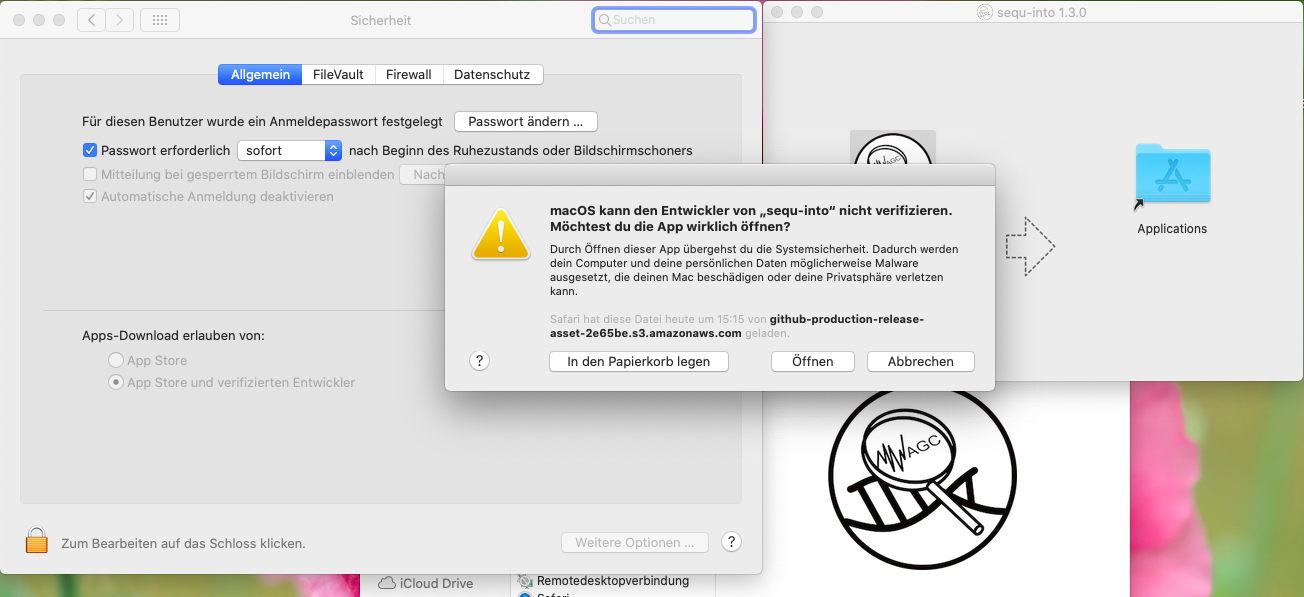 Sicherheit
Suchen
sequ-into 1.3.0
Allgemein
FileVault
Firewall
Datenschutz
Für diesen Benutzer wurde ein Anmeldepasswort festgelegt
Passwort ändern ...
Passwort erforderlich
sofort
nach Beginn des Ruhezustands oder Bildschirmschoners
Mitteilung bei gesperrtem Bildschirm einblenden
Nach
Automatische Anmeldung deaktivieren
AGC
Applications
macOS kann den Entwickler von „sequ-into“ nicht verifizieren.
Möchtest du die App wirklich öffnen?
Durch Öffnen dieser App übergehst du die Systemsicherheit. Dadurch werden
dein Computer und deine persönlichen Daten möglicherweise Malware
ausgesetzt, die deinen Mac beschädigen oder deine Privatsphäre verletzen
kann.
Safari hat diese Datei heute um 15:15 von github-production-release-
asset-2e65be.s3.amazonaws.com geladen.
?
In den Papierkorb legen
Öffnen
Abbrechen
Apps-Download erlauben von:
App Store
App Store und verifizierten Entwickler
AGC
Zum Bearbeiten auf das Schloss klicken.
Weitere Optionen ...
?
iCloud Drive
Remotedesktopverbindung
Safari